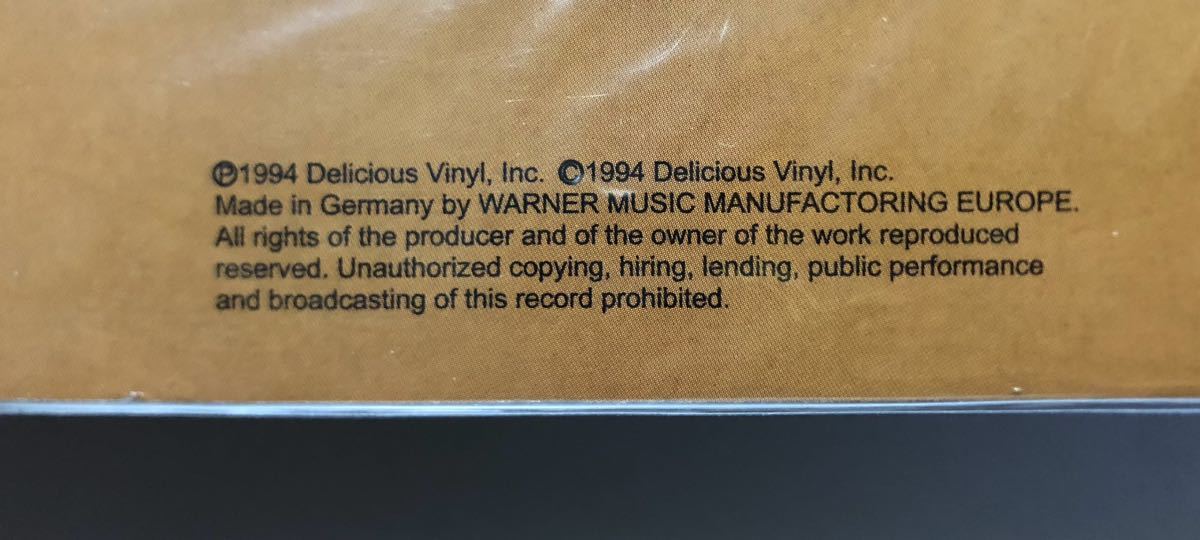 ℗1994 Delicious Vinyl, Inc. ©1994 Delicious Vinyl, Inc.
Made in Germany by WARNER MUSIC MANUFACTORING EUROPE.
All rights of the producer and of the owner of the work reproduced
reserved. Unauthorized copying, hiring, lending, public performance
and broadcasting of this record prohibited.